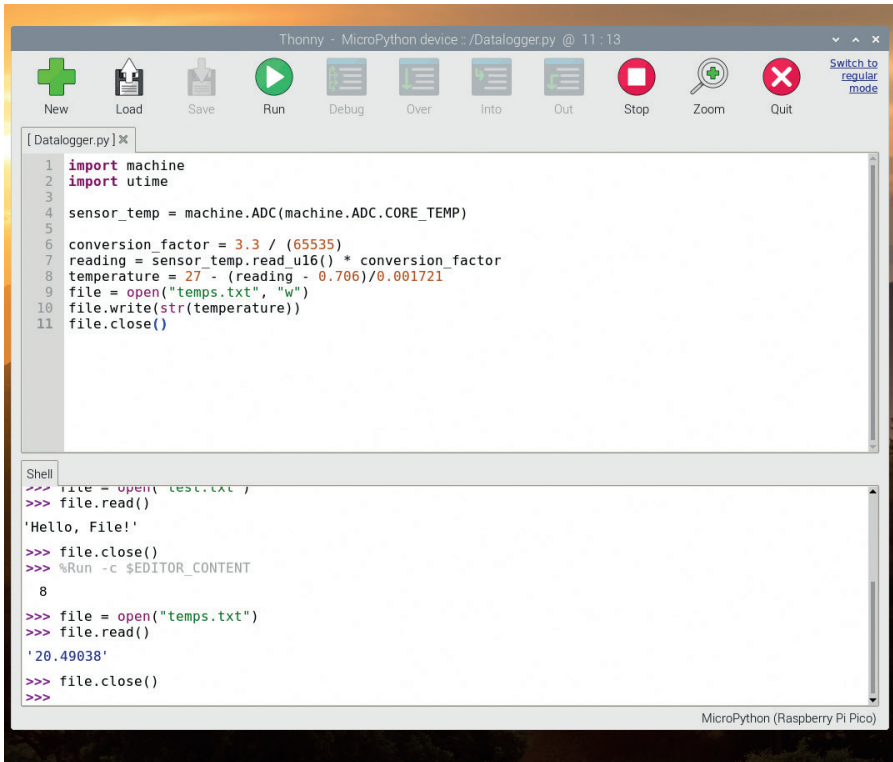 Thonny - MicroPython device :: /Datalogger.py @ 11 : 13
New Load Save Run Debug Over Into Out Stop Zoom Quit
Switch to
regular
mode
[ Datalogger.py ]
1 import machine
2 import utime
3
4 sensor_temp = machine.ADC(machine.ADC.CORE_TEMP)
5
6 conversion_factor = 3.3 / (65535)
7 reading = sensor_temp.read_u16() * conversion_factor
8 temperature = 27 - (reading - 0.706)/0.001721
9 file = open("temps.txt", "w")
10 file.write(str(temperature))
11 file.close()
Shell
>>> file = open("test.txt")
>>> file.read()
'Hello, File!'
>>> file.close()
>>> %Run -c $EDITOR_CONTENT
8
>>> file = open("temps.txt")
>>> file.read()
'20.49038'
>>> file.close()
>>>
MicroPython (Raspberry Pi Pico)